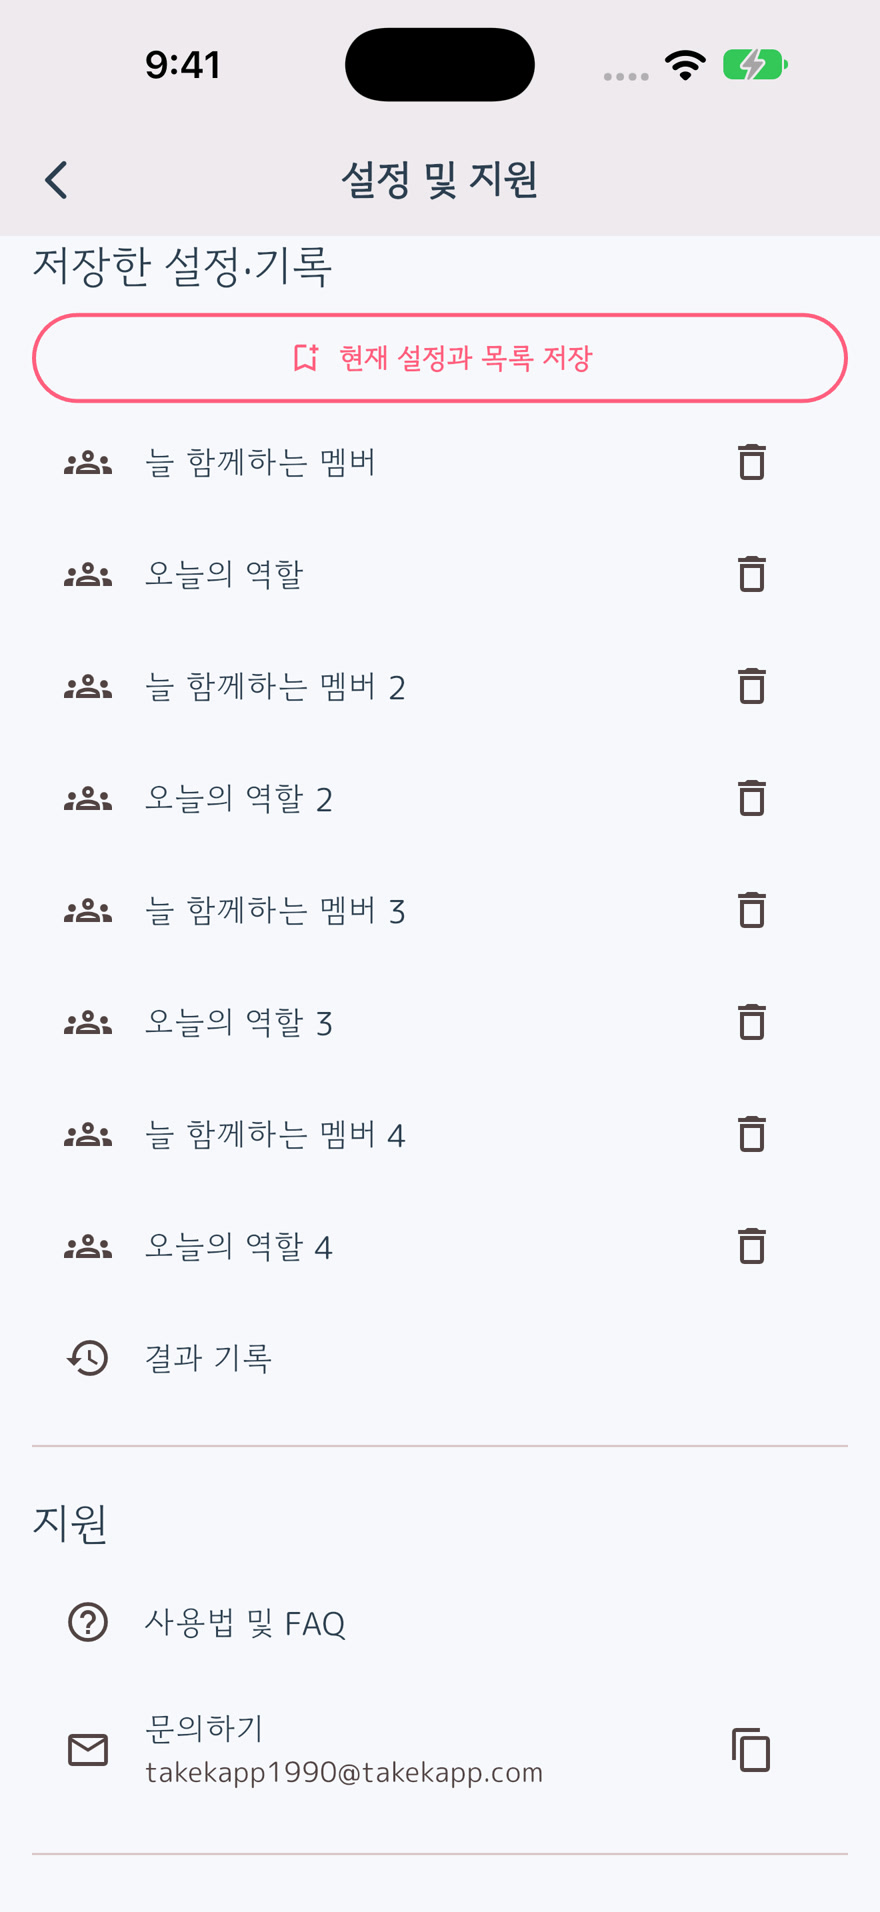 9:41
설정 및 지원
저장한 설정·기록
현재 설정과 목록 저장
늘 함께하는 멤버
오늘의 역할
늘 함께하는 멤버 2
오늘의 역할 2
늘 함께하는 멤버 3
오늘의 역할 3
늘 함께하는 멤버 4
오늘의 역할 4
결과 기록
지원
사용법 및 FAQ
문의하기
takekapp1990@takekapp.com